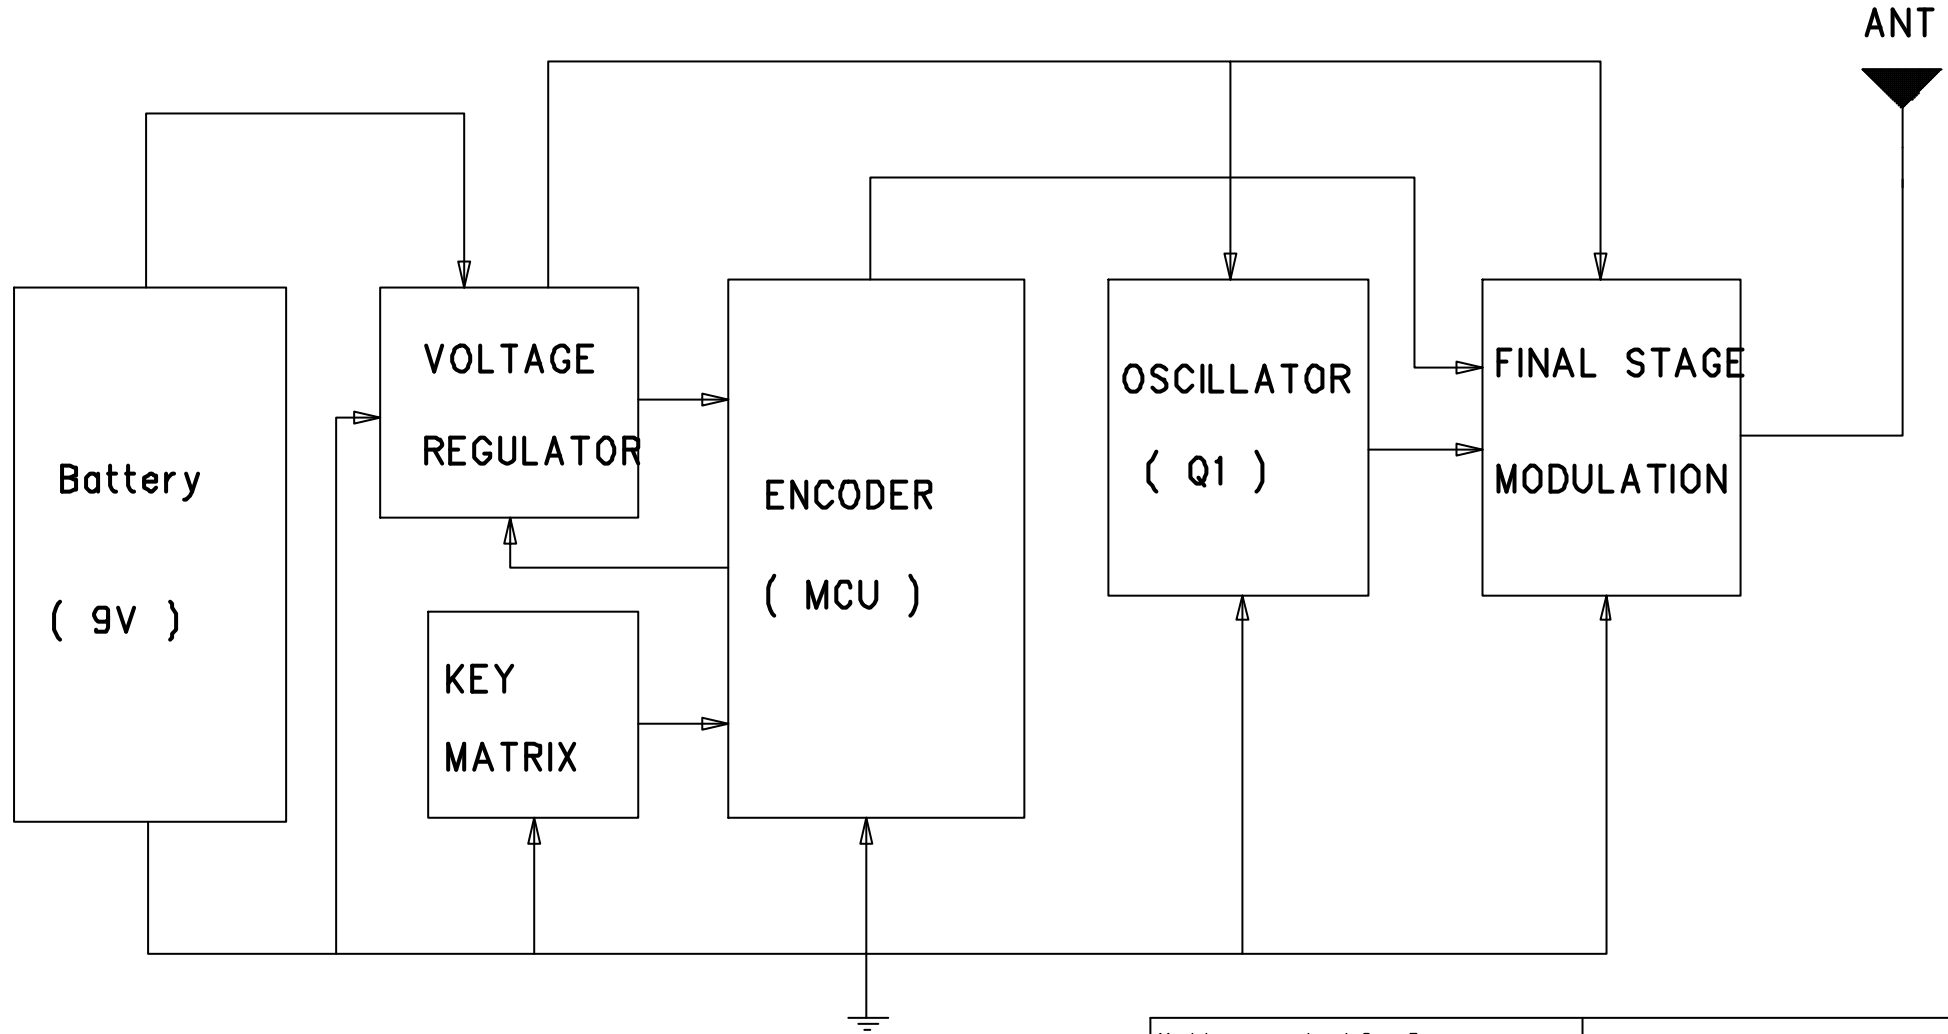 ANT
Battery
( 9V )
VOLTAGE
REGULATOR
KEY
MATRIX
ENCODER
( MCU )
OSCILLATOR
( Q1 )
FINAL STAGE
MODULATION